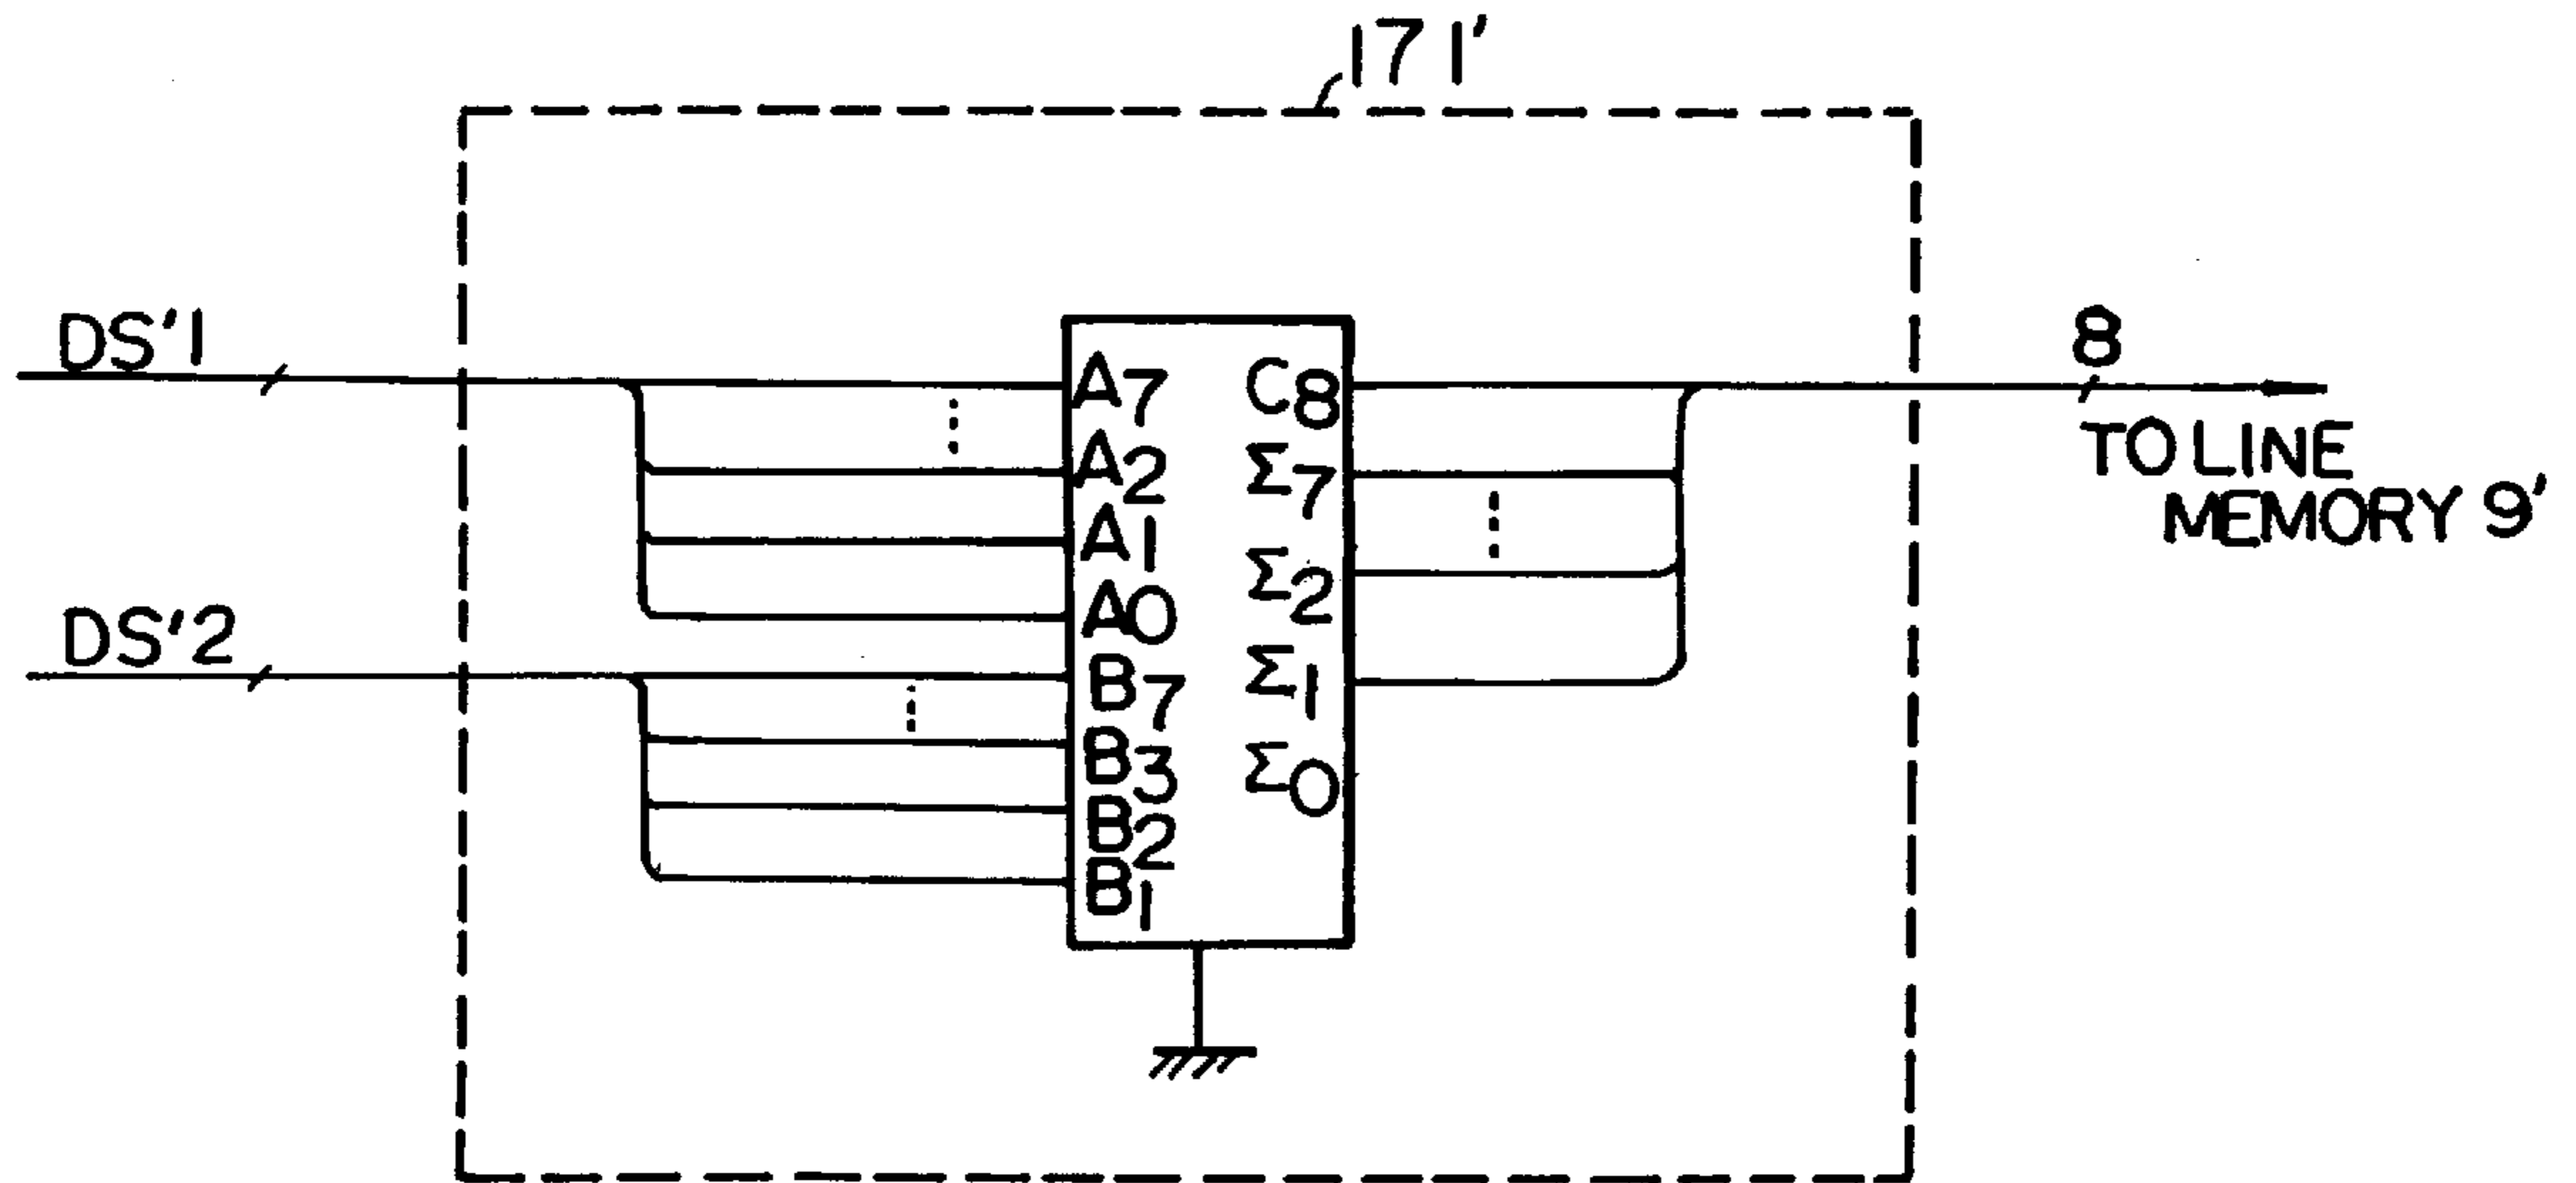 171'
DS'1
DS'2
A7
A2
A1
A0
B7
B3
B2
B1
C8
Σ7
Σ2
Σ1
Σ0
8
TO LINE
MEMORY 9'